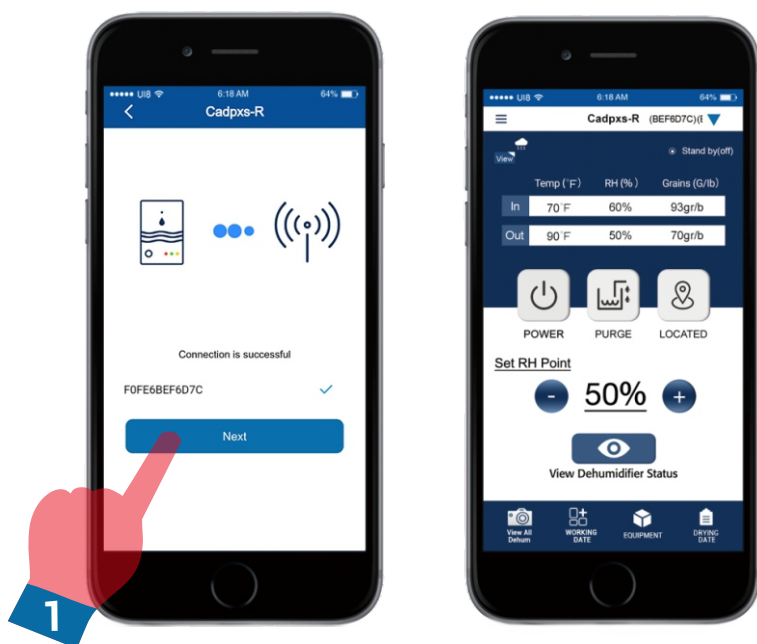 UI8 6:18 AM 64%
Cadpxs-R
Connection is successful
F0FE6BEF6D7C
Next
1
UI8 6:18 AM 64%
Cadpxs-R (BEF6D7C)(E
View Stand by(off)
Temp (°F) RH (%) Grains (G/lb)
In 70°F 60% 93gr/b
Out 90°F 50% 70gr/b
POWER PURGE LOCATED
Set RH Point
- 50% +
View Dehumidifier Status
View All Dehum
WORKING DATE
EQUIPMENT
DRYING DATE